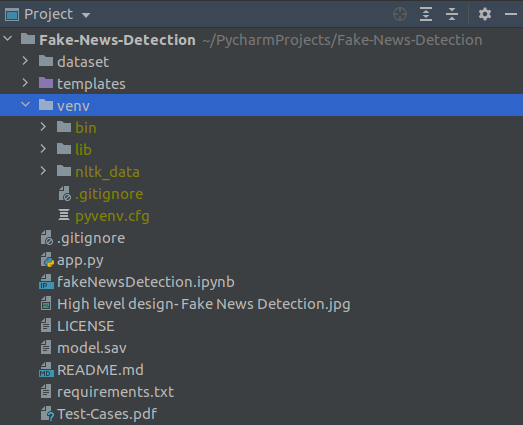 Project
Fake-News-Detection ~/PycharmProjects/Fake-News-Detection
dataset
templates
venv
bin
lib
nltk_data
.gitignore
pyvenv.cfg
.gitignore
app.py
fakeNewsDetection.ipynb
High level design- Fake News Detection.jpg
LICENSE
model.sav
README.md
requirements.txt
Test-Cases.pdf